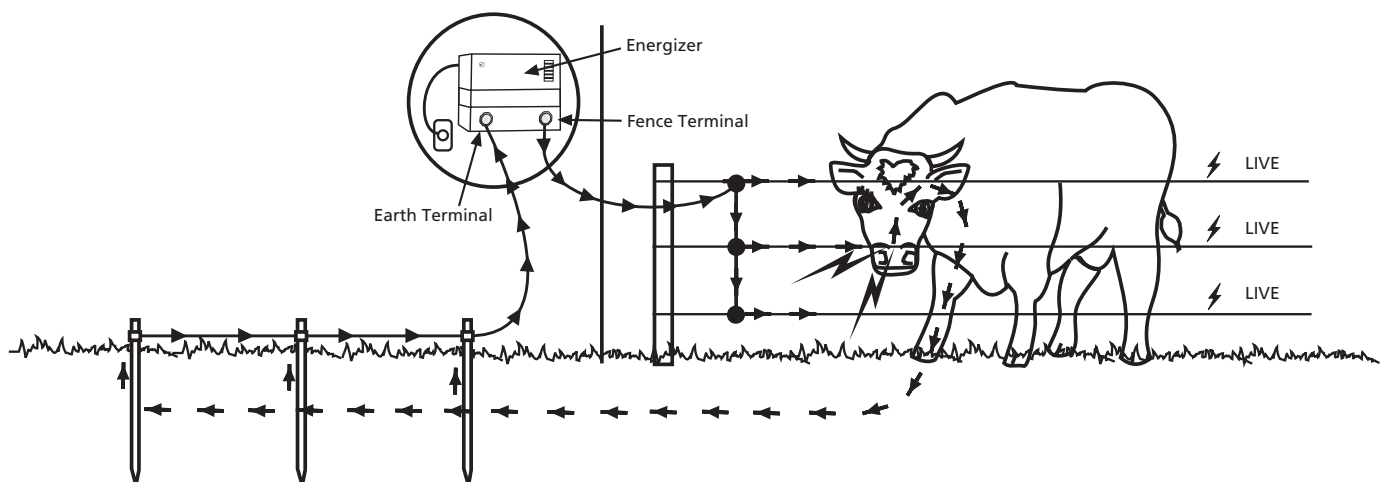 Energizer
Fence Terminal
Earth Terminal
LIVE
LIVE
LIVE